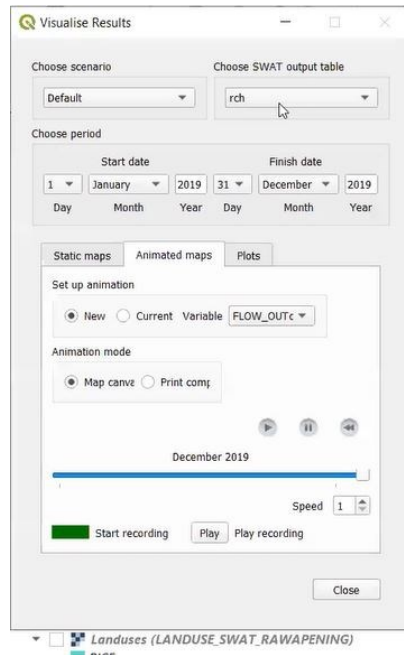 Visualise Results
Choose scenario Choose SWAT output table
Default rch
Choose period
Start date Finish date
1 January 2019 31 December 2019
Day Month Year Day Month Year
Static maps Animated maps Plots
Set up animation
New Current Variable FLOW_OUTc
Animation mode
Map canva Print comp
December 2019
Speed 1
Start recording Play Play recording
Close
Landuses (LANDUSE_SWAT_RAWAPENING)
RICE